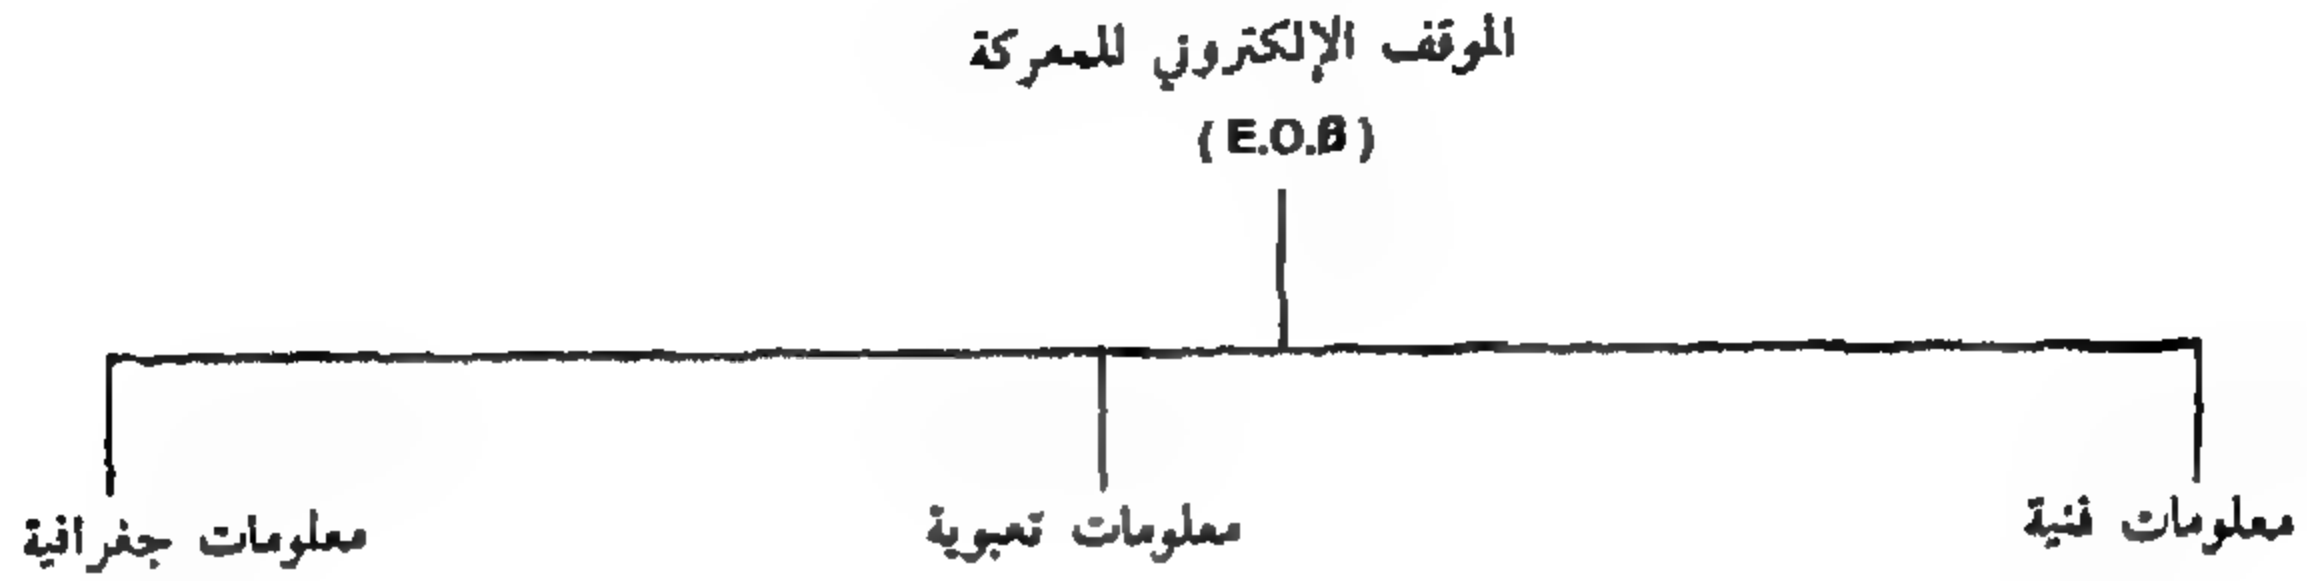 الموقف الإلكتروني للمعركة
( E.O.B )
معلومات فنية
معلومات تعبوية
معلومات جغرافية